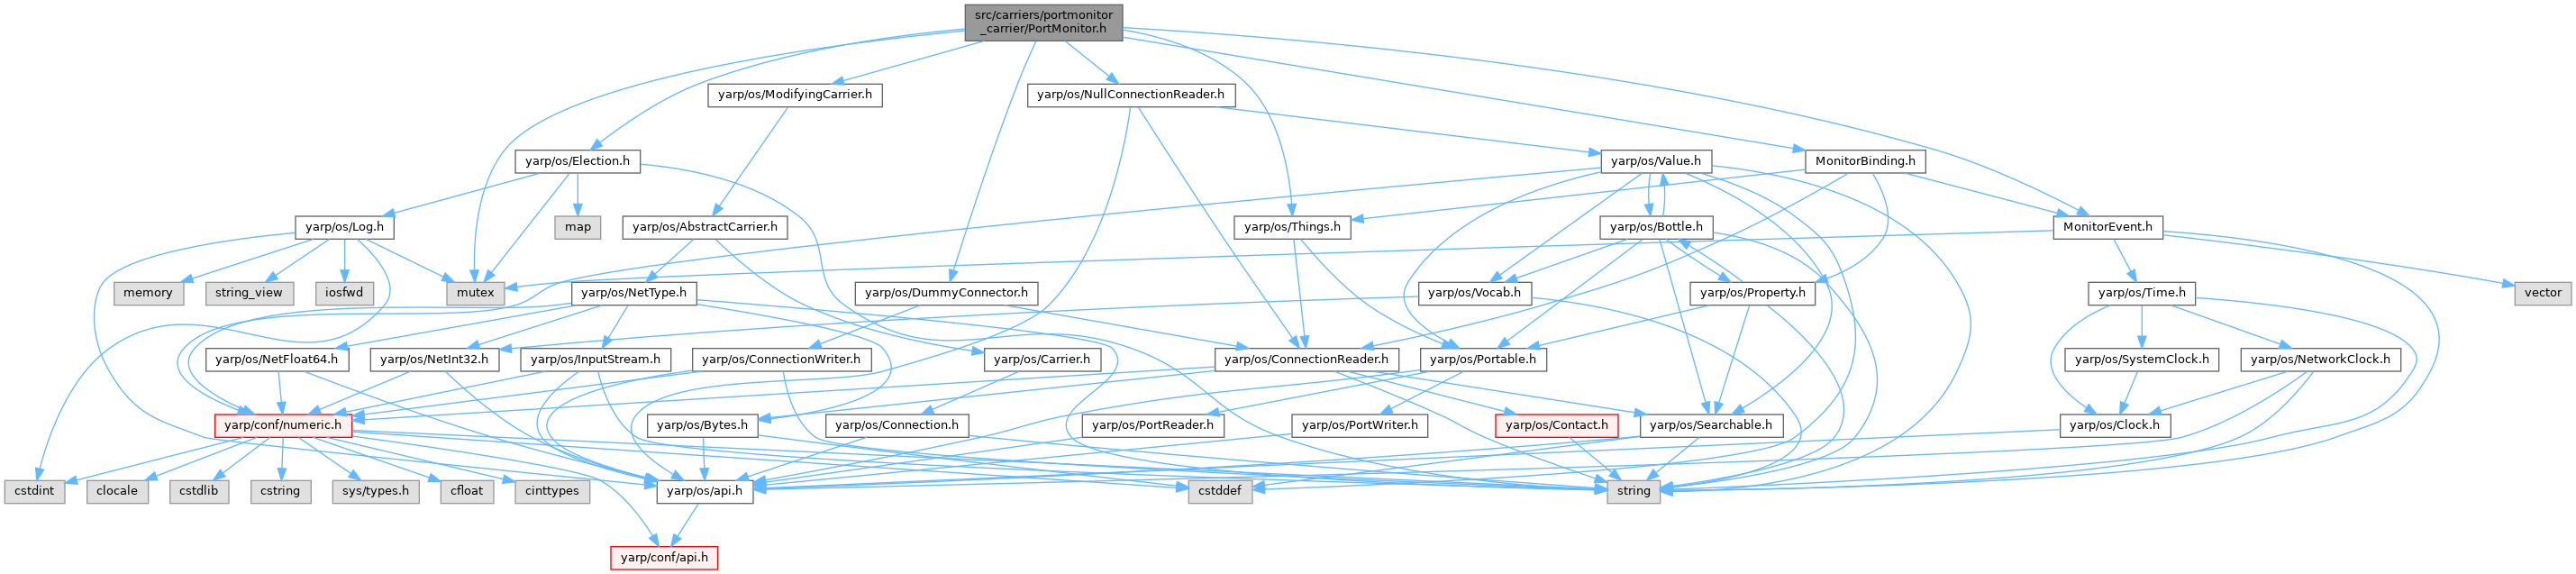 src/carriers/portmonitor
_carrier/PortMonitor.h
yarp/os/ModifyingCarrier.h
yarp/os/NullConnectionReader.h
yarp/os/Election.h
yarp/os/Value.h
MonitorBinding.h
yarp/os/Log.h
map
yarp/os/AbstractCarrier.h
yarp/os/Things.h
yarp/os/Bottle.h
MonitorEvent.h
memory
string_view
iosfwd
mutex
yarp/os/NetType.h
yarp/os/DummyConnector.h
yarp/os/Vocab.h
yarp/os/Property.h
yarp/os/Time.h
vector
yarp/os/NetFloat64.h
yarp/os/NetInt32.h
yarp/os/InputStream.h
yarp/os/ConnectionWriter.h
yarp/os/Carrier.h
yarp/os/ConnectionReader.h
yarp/os/Portable.h
yarp/os/SystemClock.h
yarp/os/NetworkClock.h
yarp/conf/numeric.h
yarp/os/Bytes.h
yarp/os/Connection.h
yarp/os/PortReader.h
yarp/os/PortWriter.h
yarp/os/Contact.h
yarp/os/Searchable.h
yarp/os/Clock.h
cstdint
clocale
cstdlib
cstring
sys/types.h
cfloat
cinttypes
yarp/os/api.h
cstddef
string
yarp/conf/api.h